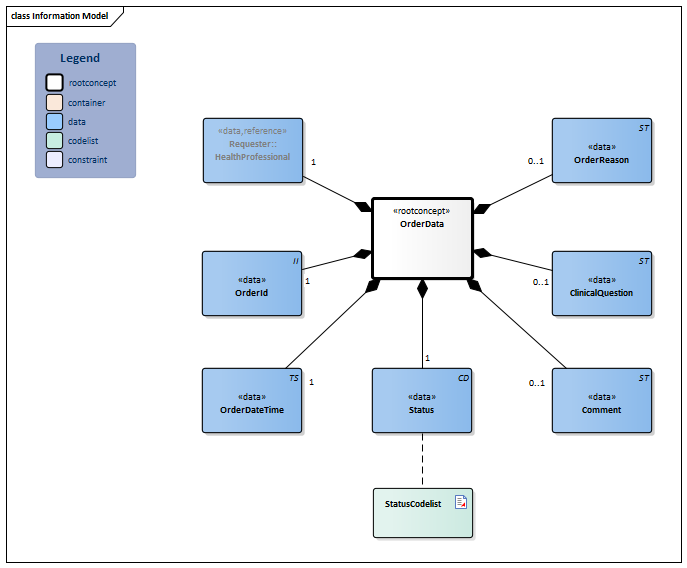 class Information Model
Legend
rootconcept
container
data
codelist
constraint
«data,reference»
Requester::
HealthProfessional
1
ST
«data»
OrderReason
0..1
«rootconcept»
OrderData
II
«data»
OrderId
1
ST
«data»
ClinicalQuestion
0..1
TS
«data»
OrderDateTime
1
CD
«data»
Status
1
ST
«data»
Comment
0..1
StatusCodelist